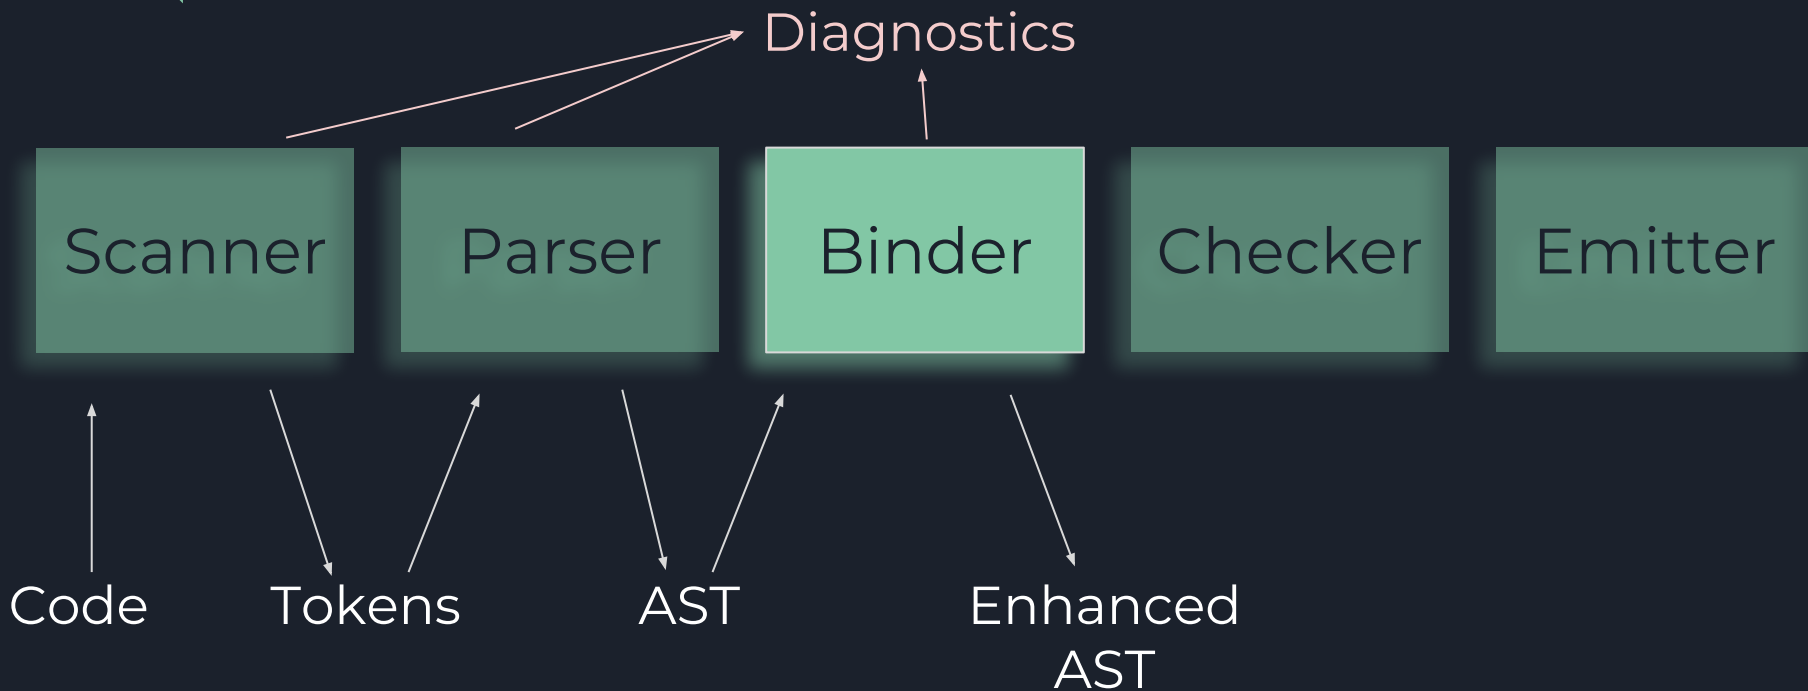 Diagnostics
Scanner
Parser
Binder
Checker
Emitter
Code
Tokens
AST
Enhanced
AST